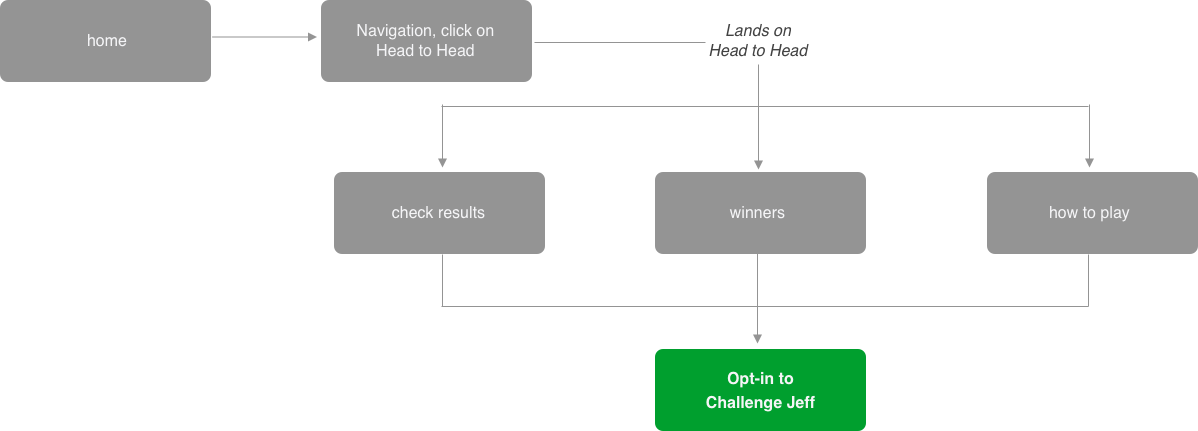 home
Navigation, click on
Head to Head
Lands on
Head to Head
check results
winners
how to play
Opt-in to
Challenge Jeff